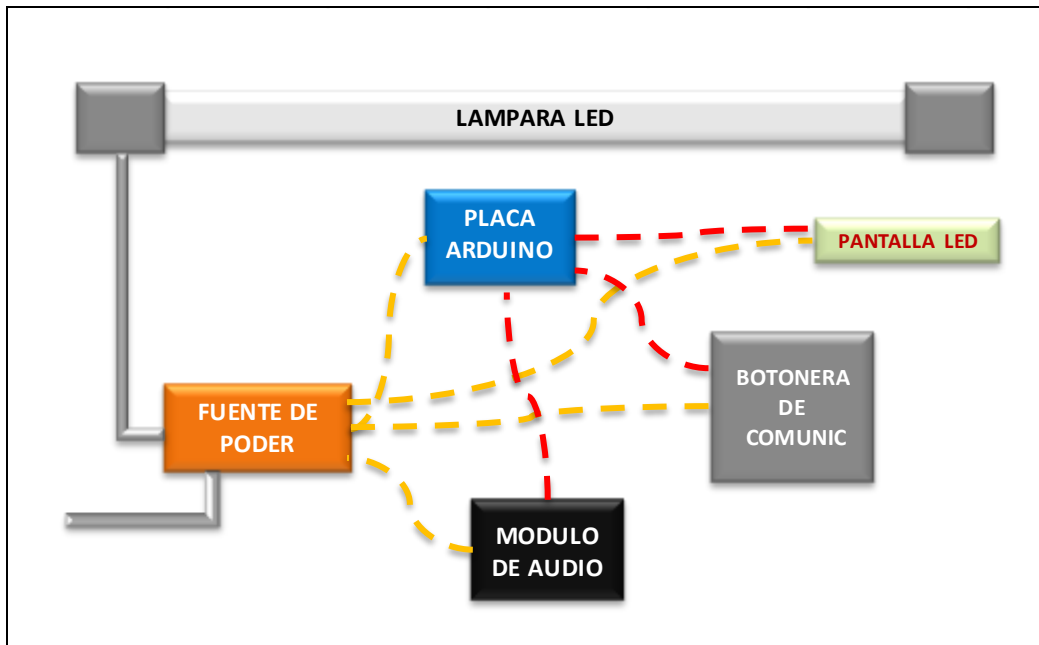 LAMPARA LED
PLACA
ARDUINO
PANTALLA LED
BOTONERA
DE
COMUNIC
FUENTE DE
PODER
MODULO
DE AUDIO